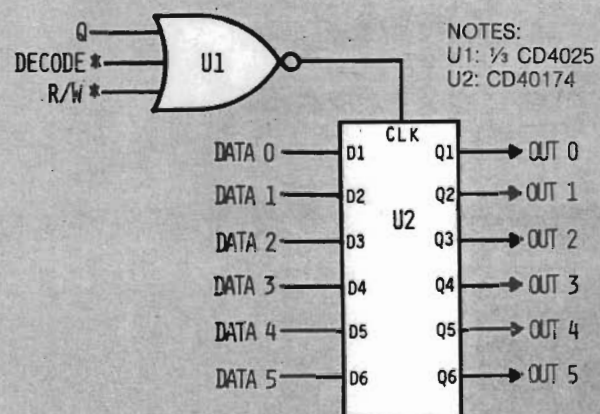 Q
DECODE *
R/W *
U1
NOTES:
U1: ⅓ CD4025
U2: CD40174
CLK
U2
DATA 0 D1 Q1 OUT 0
DATA 1 D2 Q2 OUT 1
DATA 2 D3 Q3 OUT 2
DATA 3 D4 Q4 OUT 3
DATA 4 D5 Q5 OUT 4
DATA 5 D6 Q6 OUT 5